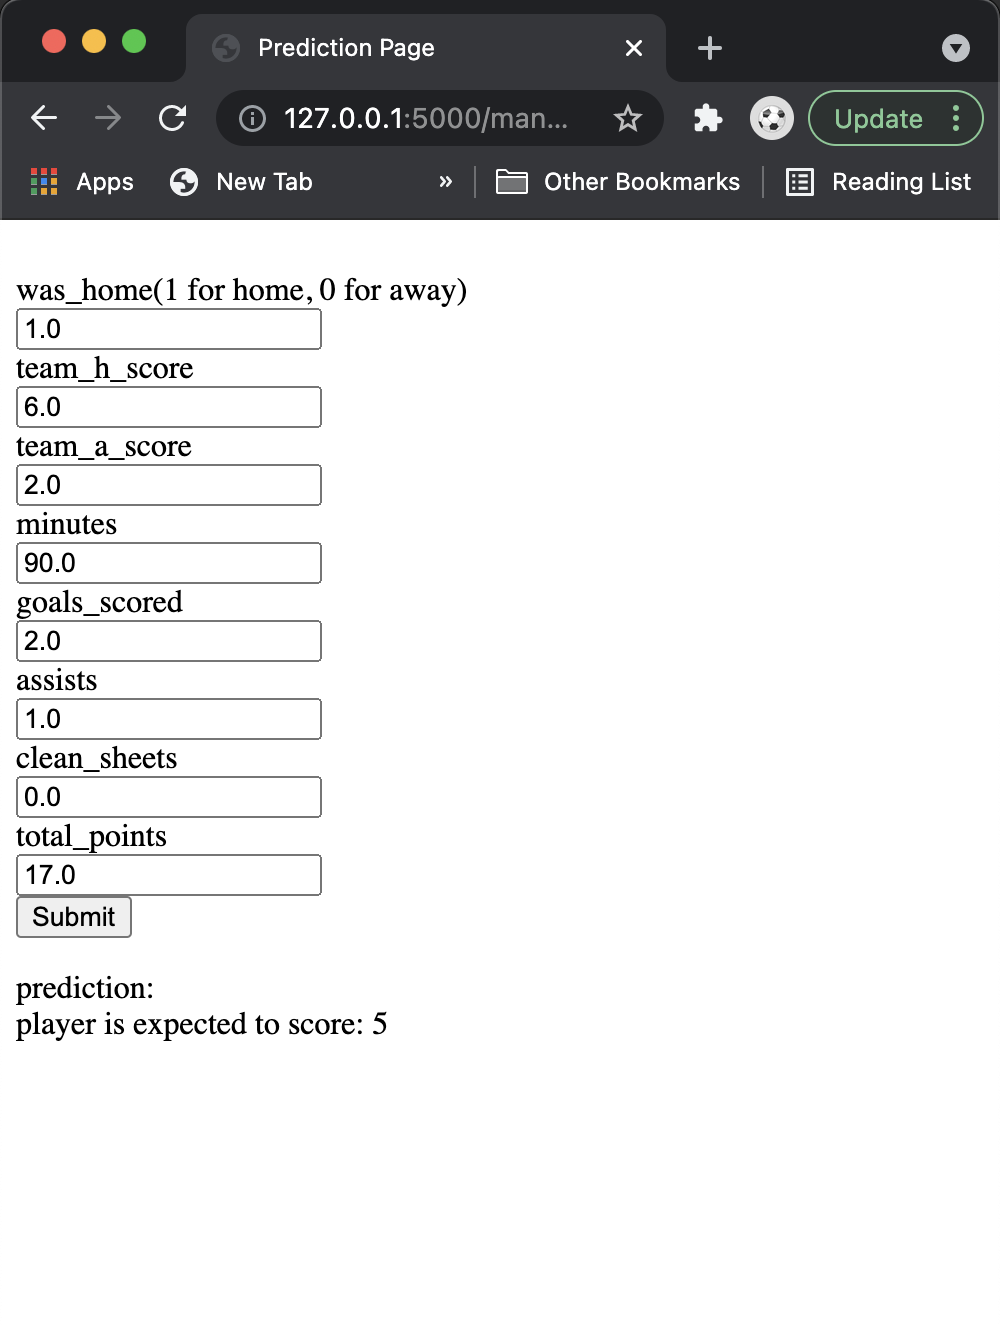 Prediction Page
127.0.0.1:5000/man...
Update
Apps
New Tab
»
Other Bookmarks
Reading List
was_home(1 for home, 0 for away)
1.0
team_h_score
6.0
team_a_score
2.0
minutes
90.0
goals_scored
2.0
assists
1.0
clean_sheets
0.0
total_points
17.0
Submit
prediction:
player is expected to score: 5